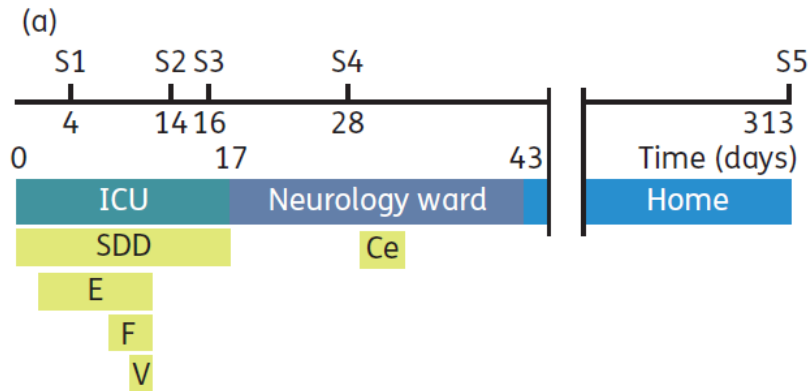 (a)
S1 S2 S3 S4 S5
4 14 16 28 313
0 17 43 Time (days)
ICU Neurology ward Home
SDD Ce
E
F
V